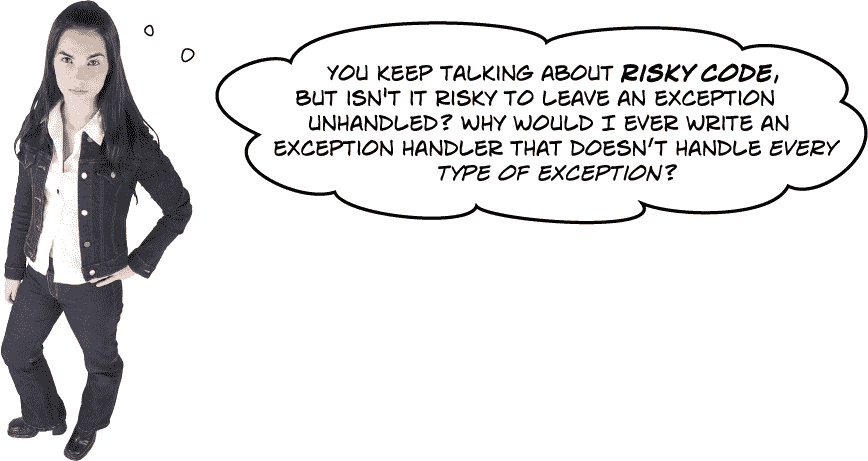 YOU KEEP TALKING ABOUT RISKY CODE,
BUT ISN'T IT RISKY TO LEAVE AN EXCEPTION
UNHANDLED? WHY WOULD I EVER WRITE AN
EXCEPTION HANDLER THAT DOESN'T HANDLE EVERY
TYPE OF EXCEPTION?